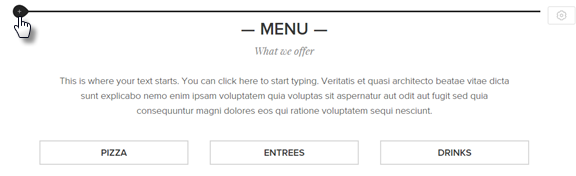 — MENU —
What we offer
This is where your text starts. You can click here to start typing. Veritatis et quasi architecto beatae vitae dicta
sunt explicabo nemo enim ipsam voluptatem quia voluptas sit aspernatur aut odit aut fugit sed quia
consequuntur magni dolores eos qui ratione voluptatem sequi nesciunt.
PIZZA
ENTREES
DRINKS